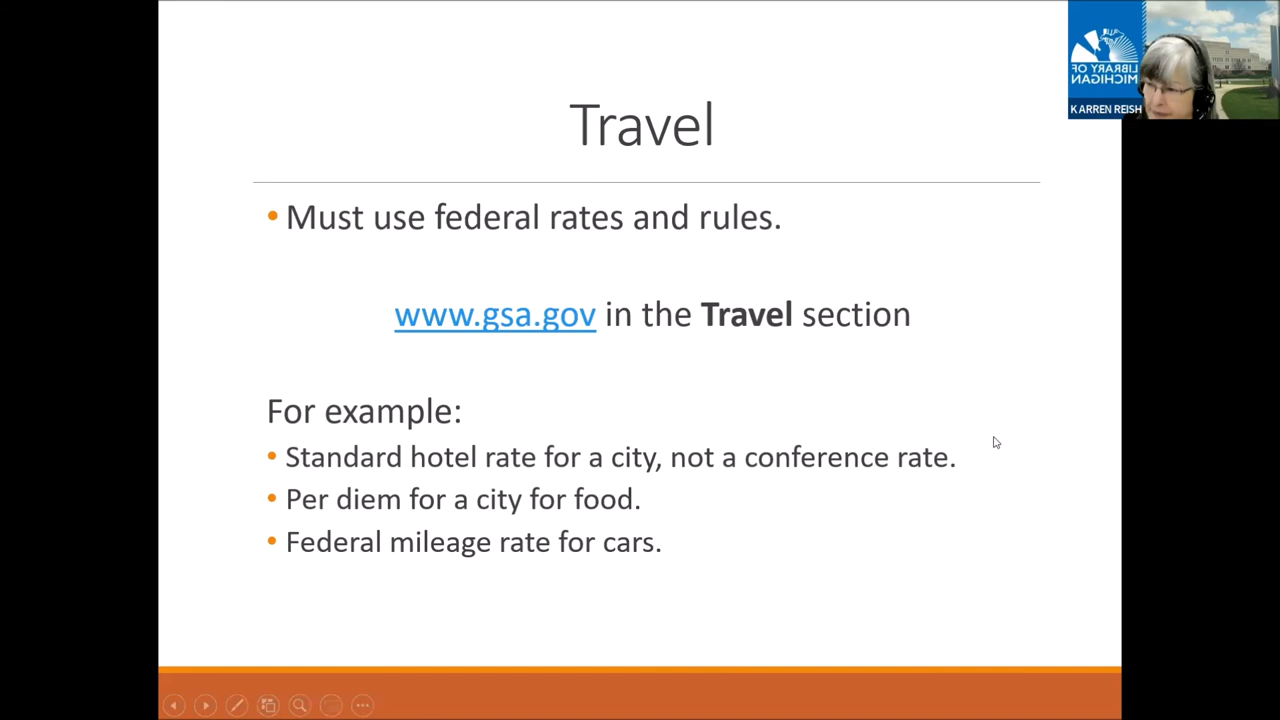 Travel
• Must use federal rates and rules.
www.gsa.gov in the Travel section
For example:
• Standard hotel rate for a city, not a conference rate.
• Per diem for a city for food.
• Federal mileage rate for cars.
LIBRARY OF
MICHIGAN
KARREN REISH